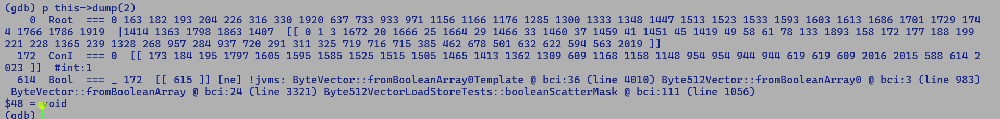 (gdb) p this->dump(2)
    0  Root  === 0 163 182 193 204 226 316 330 1920 637 733 933 971 1156 1166 1176 1285 1300 1333 1348 1447 1513 1523 1533 1593 1603 1613 1686 1701 1729 174
4 1766 1786 1919  |1414 1363 1798 1863 1407  [[ 0 1 3 1672 20 1666 25 1664 29 1466 33 1460 37 1459 41 1451 45 1419 49 58 61 78 133 1893 158 172 177 188 199
221 228 1365 239 1328 268 957 284 937 720 291 311 325 719 716 715 385 462 678 501 632 622 594 563 2019 ]]
  172  ConI  === 0  [[ 173 184 195 1797 1605 1595 1585 1525 1515 1505 1465 1413 1362 1309 609 1168 1158 1148 954 954 944 944 619 619 609 2016 2015 588 614 2
023 ]]  #int:1
  614  Bool  === _ 172  [[ 615 ]] [ne] !jvms: ByteVector::fromBooleanArray0Template @ bci:36 (line 4010) Byte512Vector::fromBooleanArray0 @ bci:3 (line 983)
 ByteVector::fromBooleanArray @ bci:24 (line 3321) Byte512VectorLoadStoreTests::booleanScatterMask @ bci:111 (line 1056)
$48 = void
(gdb)